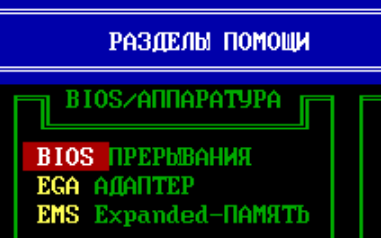 РАЗДЕЛЫ ПОМОЩИ
BIOS/АППАРАТУРА
BIOS ПРЕРЫВАНИЯ
EGA АДАПТЕР
EMS Expanded-ПАМЯТЬ